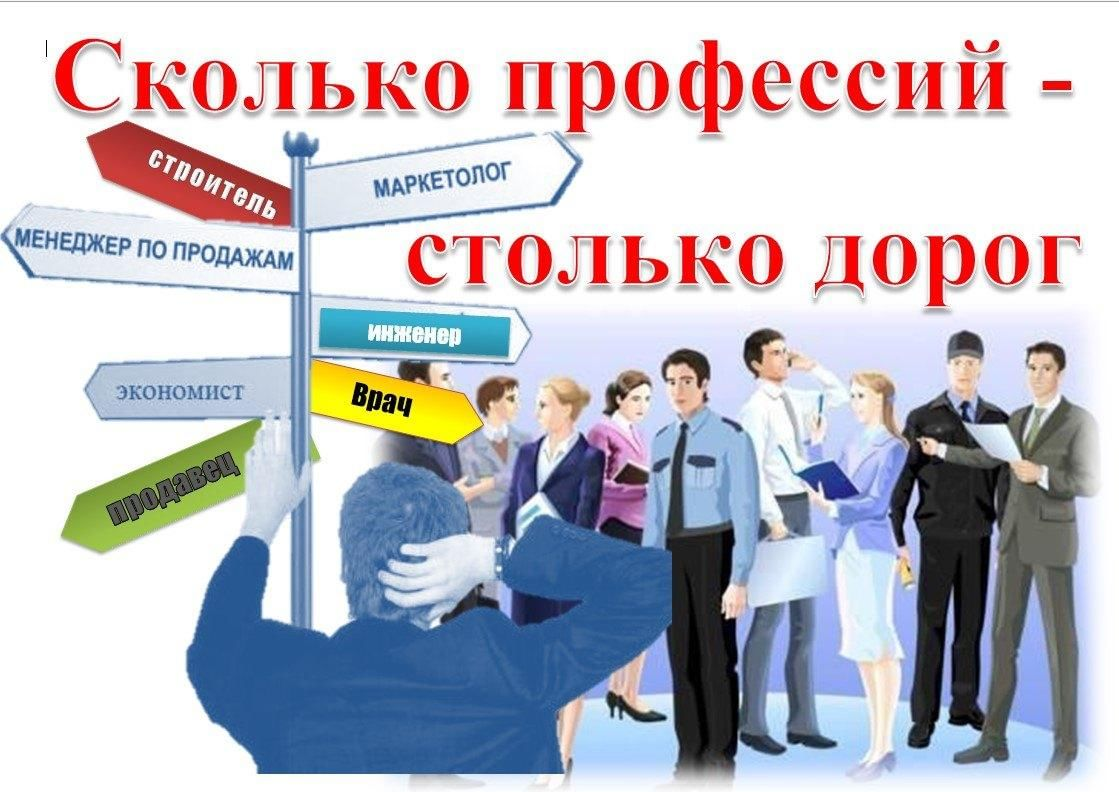 Сколько профессий -
столько дорог
строитель
МАРКЕТОЛОГ
МЕНЕДЖЕР ПО ПРОДАЖАМ
инженер
ЭКОНОМИСТ
Врач
продавец